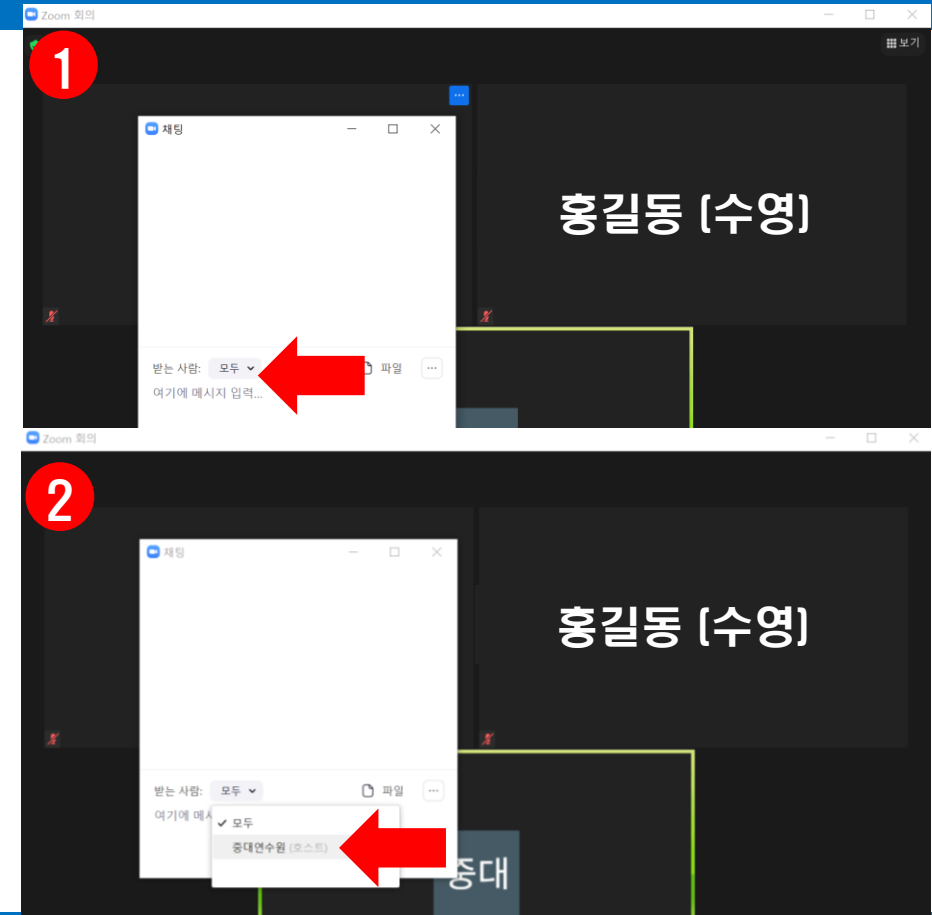 Zoom 회의
1
보기
채팅
홍길동 (수영)
받는 사람: 모두 파일 ...
여기에 메시지 입력...
Zoom 회의
2
채팅
홍길동 (수영)
받는 사람: 모두 파일 ...
여기에 메
✓ 모두
중대연수원 (호스트)
중대